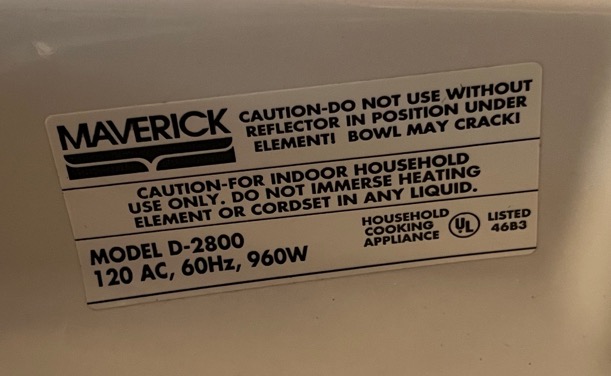 MAVERICK
CAUTION-DO NOT USE WITHOUT
REFLECTOR IN POSITION UNDER
ELEMENT! BOWL MAY CRACK!
CAUTION-FOR INDOOR HOUSEHOLD
USE ONLY. DO NOT IMMERSE HEATING
ELEMENT OR CORDSET IN ANY LIQUID.
MODEL D-2800
120 AC, 60Hz, 960W
HOUSEHOLD
COOKING
APPLIANCE
UL
LISTED
46B3